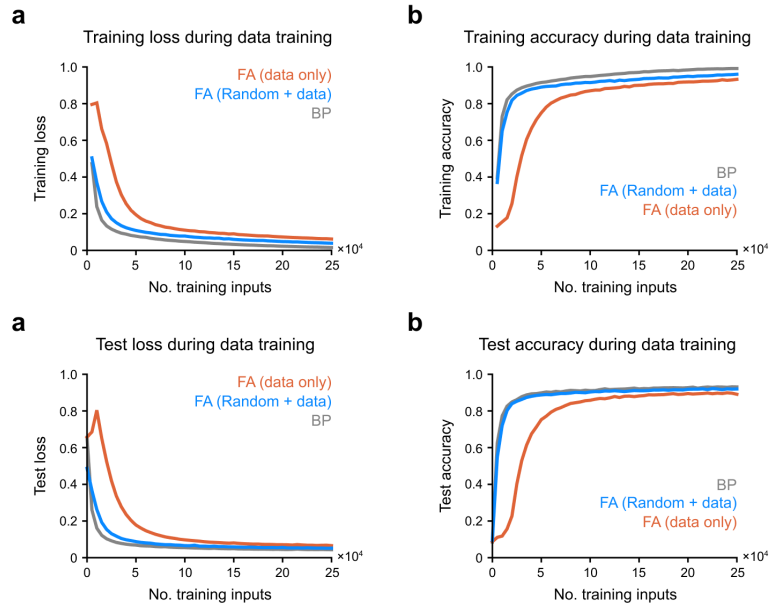 a
Training loss during data training
Training loss
1.0
0.8
0.6
0.4
0.2
0
FA (data only)
FA (Random + data)
BP
0 5 10 15 20 25
×10⁴
No. training inputs
b
Training accuracy during data training
Training accuracy
1.0
0.8
0.6
0.4
0.2
0
BP
FA (Random + data)
FA (data only)
0 5 10 15 20 25
×10⁴
No. training inputs
a
Test loss during data training
Test loss
1.0
0.8
0.6
0.4
0.2
0
FA (data only)
FA (Random + data)
BP
0 5 10 15 20 25
×10⁴
No. training inputs
b
Test accuracy during data training
Test accuracy
1.0
0.8
0.6
0.4
0.2
0
BP
FA (Random + data)
FA (data only)
0 5 10 15 20 25
×10⁴
No. training inputs